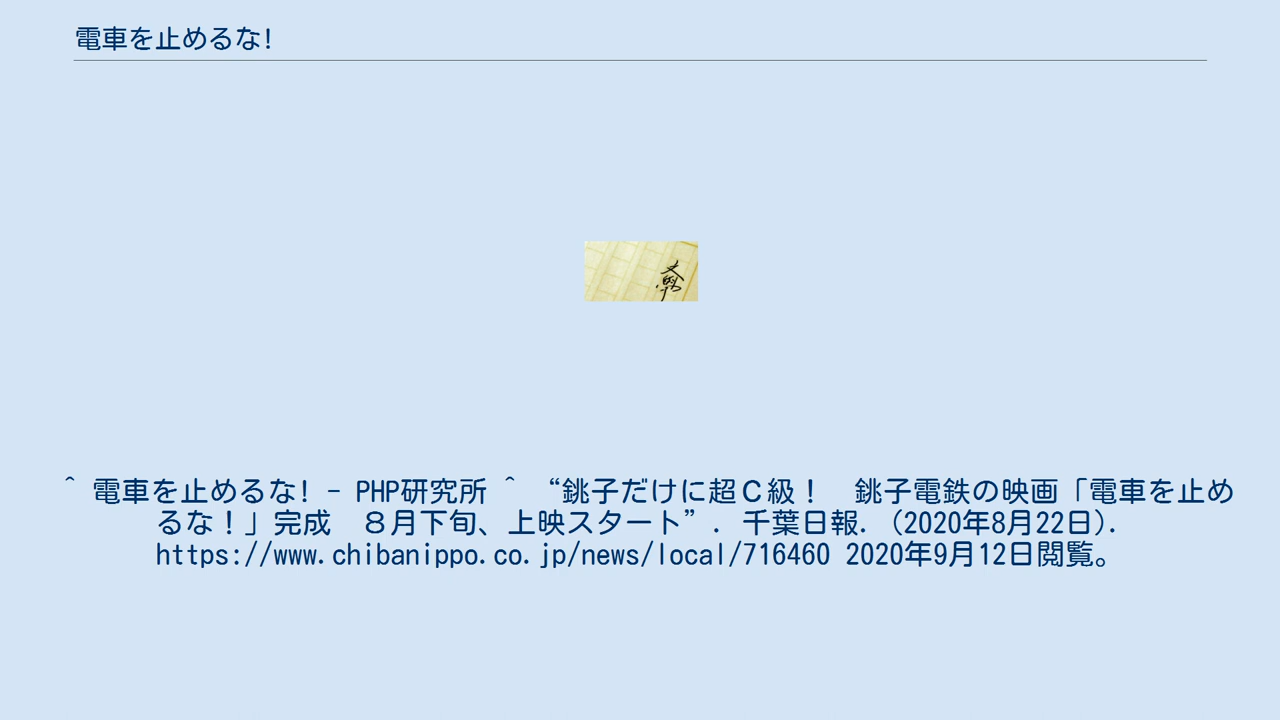 電車を止めるな!
^ 電車を止めるな! - PHP研究所 ^ “銚子だけに超Ｃ級！　銚子電鉄の映画「電車を止め
るな！」完成　８月下旬、上映スタート”. 千葉日報. (2020年8月22日).
https://www.chibanippo.co.jp/news/local/716460 2020年9月12日閲覧。